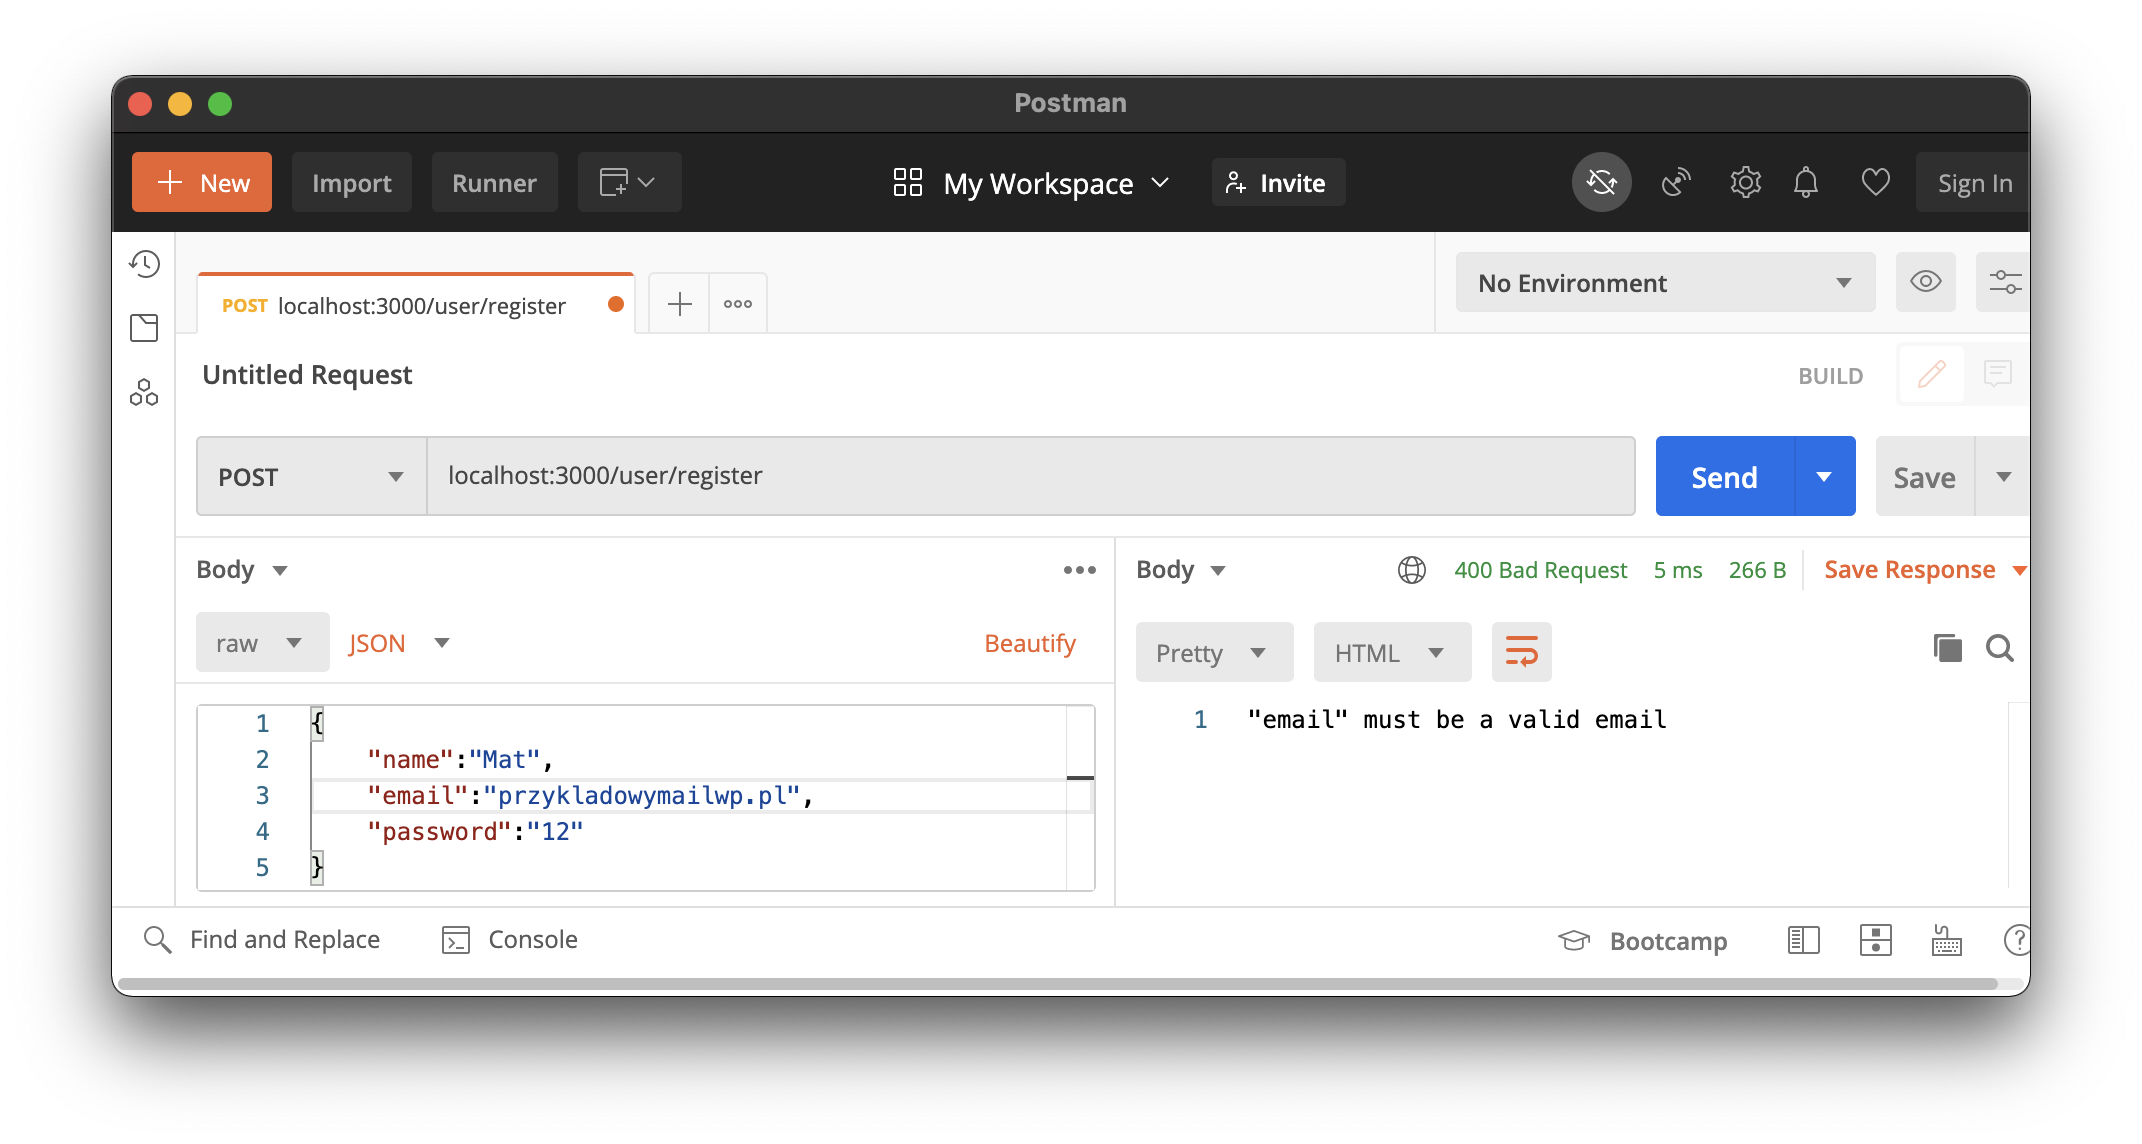 Postman
New Import Runner My Workspace Invite Sign In
POST localhost:3000/user/register No Environment
Untitled Request BUILD
POST localhost:3000/user/register Send Save
Body Body 400 Bad Request 5 ms 266 B Save Response
raw JSON Beautify Pretty HTML
1 {
2 "name":"Mat",
3 "email":"przykladowymailwp.pl",
4 "password":"12"
5 }
1 "email" must be a valid email
Find and Replace Console Bootcamp